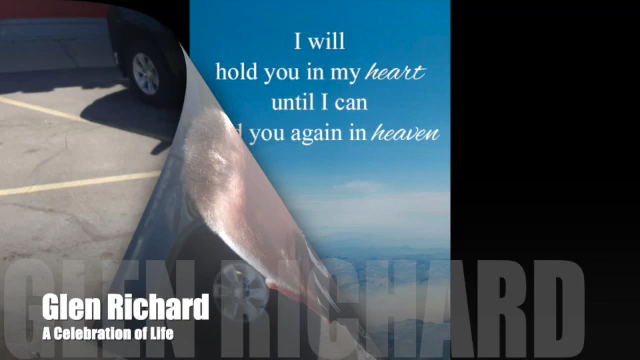 I will
hold you in my heart
until I can
you again in heaven
GLEN RICHARD
Glen Richard
A Celebration of Life